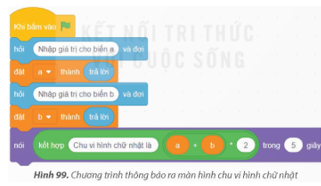 KẾT NỐI TRI THỨC
VỚI CUỘC SỐNG
Khi bấm vào
hỏi Nhập giá trị cho biến a và đợi
đặt a thành trả lời
hỏi Nhập giá trị cho biến b và đợi
đặt b thành trả lời
nói kết hợp Chu vi hình chữ nhật là a + b * 2 trong 5 giây
Hình 99. Chương trình thông báo ra màn hình chu vi hình chữ nhật